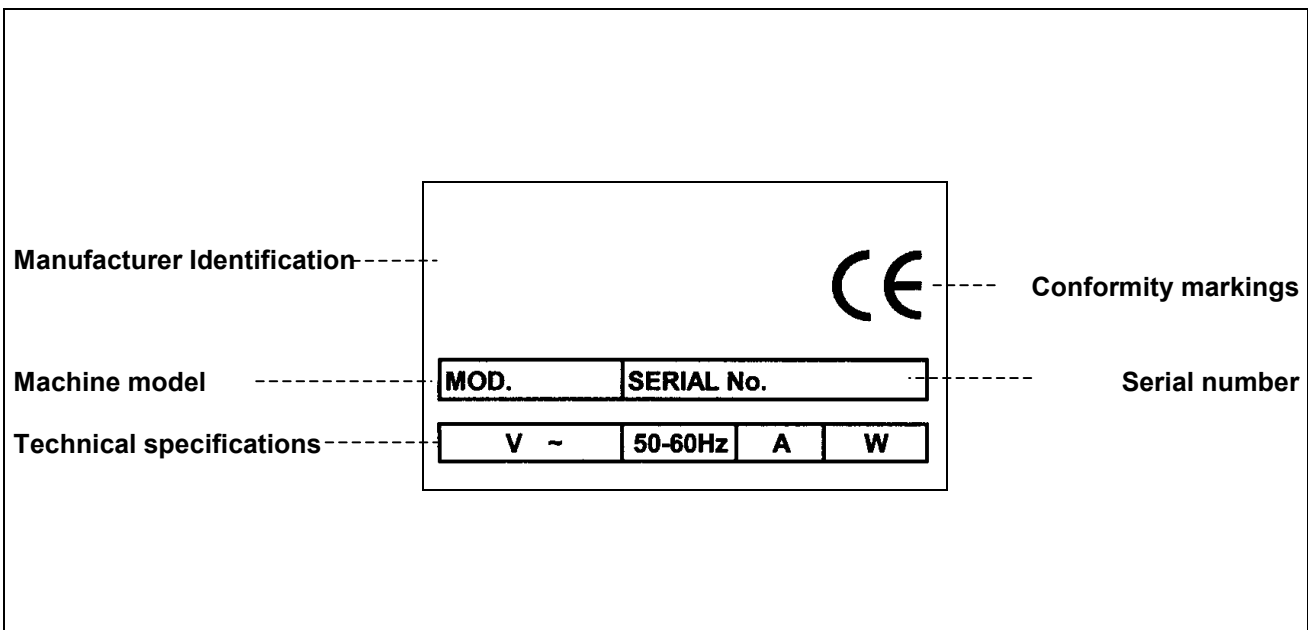 Manufacturer Identification
CE
Conformity markings
Machine model
MOD.
SERIAL No.
Serial number
Technical specifications
V ~
50-60Hz
A
W